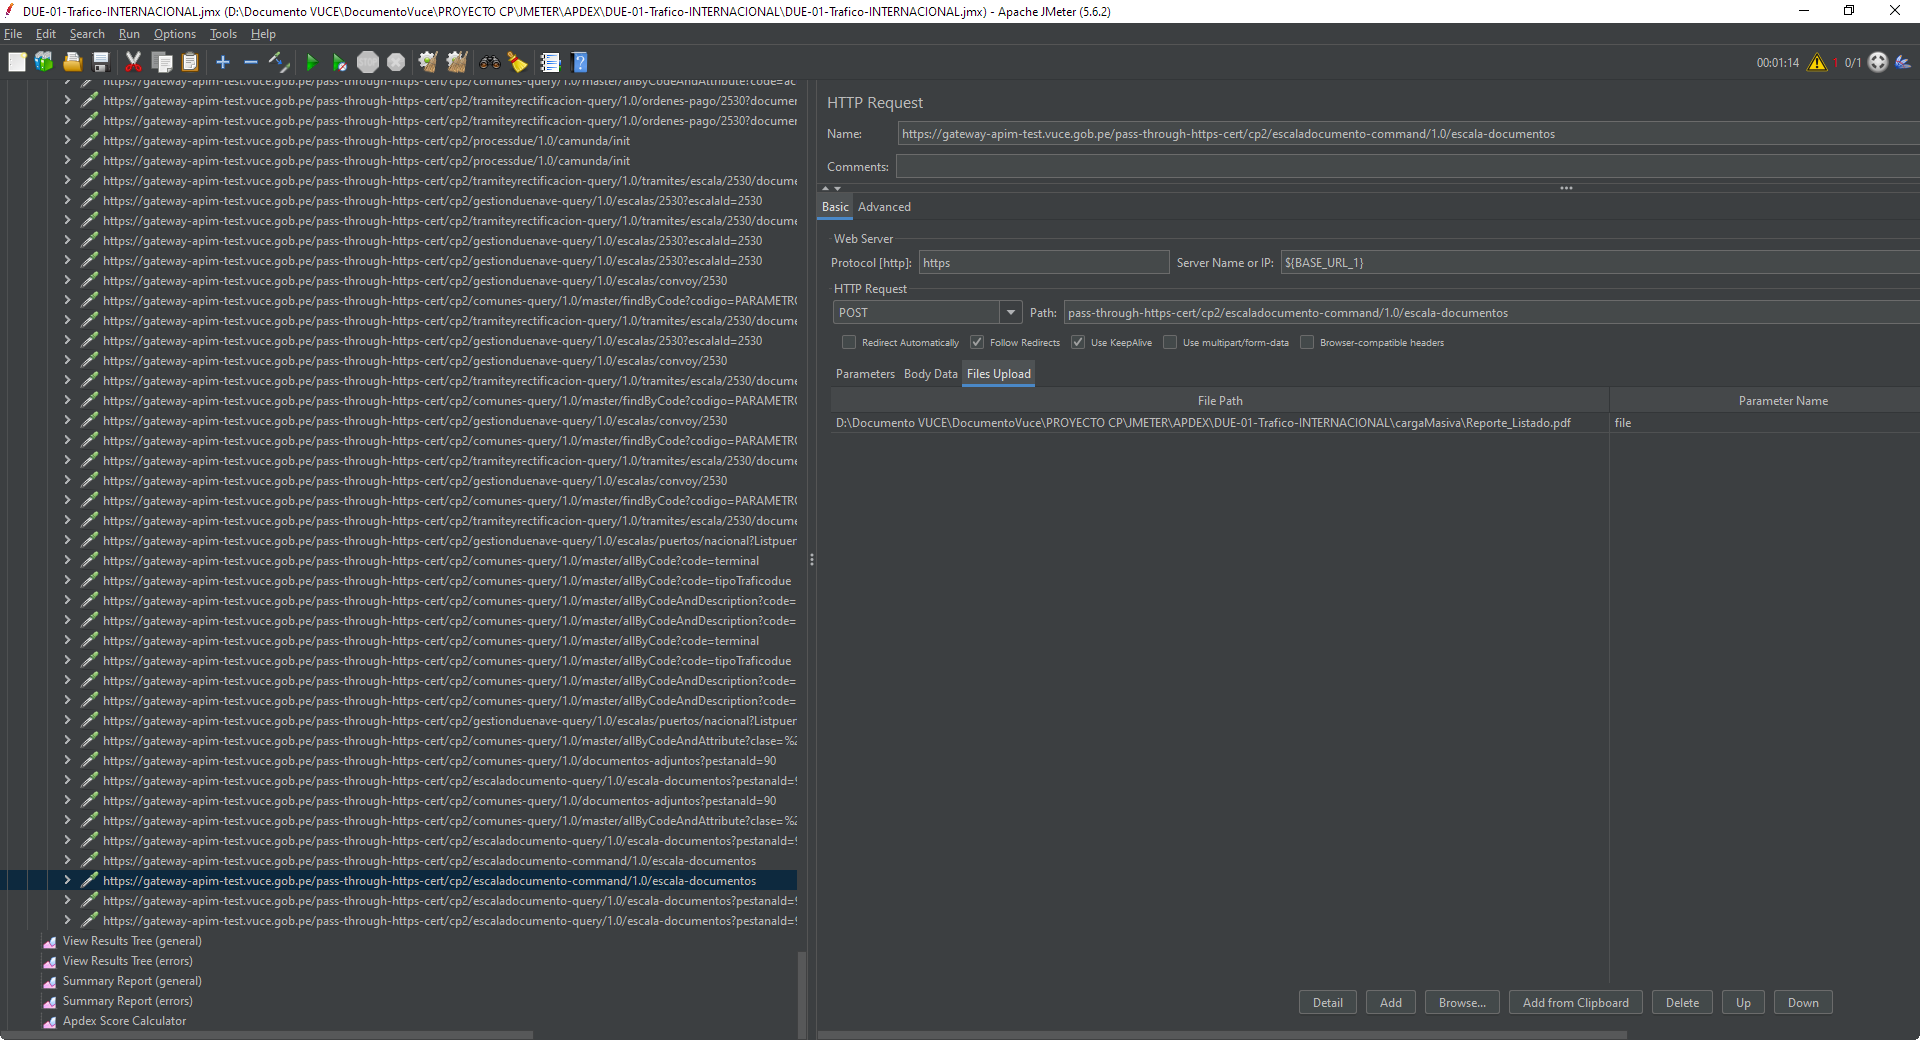 DUE-01-Trafico-INTERNACIONAL.jmx (D:\Documento VUCE\DocumentoVuce\PROYECTO CP\JMETER\APDEX\DUE-01-Trafico-INTERNACIONAL\DUE-01-Trafico-INTERNACIONAL.jmx) - Apache JMeter (5.6.2)
File Edit Search Run Options Tools Help
00:01:14 1 0/1
https://gateway-apim-test.vuce.gob.pe/pass-through-https-cert/cp2/comunes-query/1.0/master/allByCodeAndAttribute?code=ac
https://gateway-apim-test.vuce.gob.pe/pass-through-https-cert/cp2/tramiteyrectificacion-query/1.0/ordenes-pago/2530?documer
https://gateway-apim-test.vuce.gob.pe/pass-through-https-cert/cp2/tramiteyrectificacion-query/1.0/ordenes-pago/2530?documer
https://gateway-apim-test.vuce.gob.pe/pass-through-https-cert/cp2/processdue/1.0/camunda/init
https://gateway-apim-test.vuce.gob.pe/pass-through-https-cert/cp2/processdue/1.0/camunda/init
https://gateway-apim-test.vuce.gob.pe/pass-through-https-cert/cp2/tramiteyrectificacion-query/1.0/tramites/escala/2530/docume
https://gateway-apim-test.vuce.gob.pe/pass-through-https-cert/cp2/gestionduenave-query/1.0/escalas/2530?escalaId=2530
https://gateway-apim-test.vuce.gob.pe/pass-through-https-cert/cp2/tramiteyrectificacion-query/1.0/tramites/escala/2530/docume
https://gateway-apim-test.vuce.gob.pe/pass-through-https-cert/cp2/gestionduenave-query/1.0/escalas/2530?escalaId=2530
https://gateway-apim-test.vuce.gob.pe/pass-through-https-cert/cp2/gestionduenave-query/1.0/escalas/2530?escalaId=2530
https://gateway-apim-test.vuce.gob.pe/pass-through-https-cert/cp2/gestionduenave-query/1.0/escalas/convoy/2530
https://gateway-apim-test.vuce.gob.pe/pass-through-https-cert/cp2/comunes-query/1.0/master/findByCode?codigo=PARAMETRO
https://gateway-apim-test.vuce.gob.pe/pass-through-https-cert/cp2/tramiteyrectificacion-query/1.0/tramites/escala/2530/docume
https://gateway-apim-test.vuce.gob.pe/pass-through-https-cert/cp2/gestionduenave-query/1.0/escalas/2530?escalaId=2530
https://gateway-apim-test.vuce.gob.pe/pass-through-https-cert/cp2/gestionduenave-query/1.0/escalas/convoy/2530
https://gateway-apim-test.vuce.gob.pe/pass-through-https-cert/cp2/tramiteyrectificacion-query/1.0/tramites/escala/2530/docume
https://gateway-apim-test.vuce.gob.pe/pass-through-https-cert/cp2/comunes-query/1.0/master/findByCode?codigo=PARAMETRO
https://gateway-apim-test.vuce.gob.pe/pass-through-https-cert/cp2/gestionduenave-query/1.0/escalas/convoy/2530
https://gateway-apim-test.vuce.gob.pe/pass-through-https-cert/cp2/comunes-query/1.0/master/findByCode?codigo=PARAMETRO
https://gateway-apim-test.vuce.gob.pe/pass-through-https-cert/cp2/tramiteyrectificacion-query/1.0/tramites/escala/2530/docume
https://gateway-apim-test.vuce.gob.pe/pass-through-https-cert/cp2/gestionduenave-query/1.0/escalas/convoy/2530
https://gateway-apim-test.vuce.gob.pe/pass-through-https-cert/cp2/comunes-query/1.0/master/findByCode?codigo=PARAMETRO
https://gateway-apim-test.vuce.gob.pe/pass-through-https-cert/cp2/tramiteyrectificacion-query/1.0/tramites/escala/2530/docume
https://gateway-apim-test.vuce.gob.pe/pass-through-https-cert/cp2/gestionduenave-query/1.0/escalas/puertos/nacional?Listpuer
https://gateway-apim-test.vuce.gob.pe/pass-through-https-cert/cp2/comunes-query/1.0/master/allByCode?code=terminal
https://gateway-apim-test.vuce.gob.pe/pass-through-https-cert/cp2/comunes-query/1.0/master/allByCode?code=tipoTraficodue
https://gateway-apim-test.vuce.gob.pe/pass-through-https-cert/cp2/comunes-query/1.0/master/allByCodeAndDescription?code=
https://gateway-apim-test.vuce.gob.pe/pass-through-https-cert/cp2/comunes-query/1.0/master/allByCodeAndDescription?code=
https://gateway-apim-test.vuce.gob.pe/pass-through-https-cert/cp2/comunes-query/1.0/master/allByCode?code=terminal
https://gateway-apim-test.vuce.gob.pe/pass-through-https-cert/cp2/comunes-query/1.0/master/allByCode?code=tipoTraficodue
https://gateway-apim-test.vuce.gob.pe/pass-through-https-cert/cp2/comunes-query/1.0/master/allByCodeAndDescription?code=
https://gateway-apim-test.vuce.gob.pe/pass-through-https-cert/cp2/comunes-query/1.0/master/allByCodeAndDescription?code=
https://gateway-apim-test.vuce.gob.pe/pass-through-https-cert/cp2/gestionduenave-query/1.0/escalas/puertos/nacional?Listpuer
https://gateway-apim-test.vuce.gob.pe/pass-through-https-cert/cp2/comunes-query/1.0/master/allByCodeAndAttribute?clase=%2
https://gateway-apim-test.vuce.gob.pe/pass-through-https-cert/cp2/comunes-query/1.0/documentos-adjuntos?pestanaId=90
https://gateway-apim-test.vuce.gob.pe/pass-through-https-cert/cp2/escaladocumento-query/1.0/escala-documentos?pestanaId=9
https://gateway-apim-test.vuce.gob.pe/pass-through-https-cert/cp2/comunes-query/1.0/documentos-adjuntos?pestanaId=90
https://gateway-apim-test.vuce.gob.pe/pass-through-https-cert/cp2/comunes-query/1.0/master/allByCodeAndAttribute?clase=%2
https://gateway-apim-test.vuce.gob.pe/pass-through-https-cert/cp2/escaladocumento-query/1.0/escala-documentos?pestanaId=9
https://gateway-apim-test.vuce.gob.pe/pass-through-https-cert/cp2/escaladocumento-command/1.0/escala-documentos
https://gateway-apim-test.vuce.gob.pe/pass-through-https-cert/cp2/escaladocumento-command/1.0/escala-documentos
https://gateway-apim-test.vuce.gob.pe/pass-through-https-cert/cp2/escaladocumento-query/1.0/escala-documentos?pestanaId=9
https://gateway-apim-test.vuce.gob.pe/pass-through-https-cert/cp2/escaladocumento-query/1.0/escala-documentos?pestanaId=9
View Results Tree (general)
View Results Tree (errors)
Summary Report (general)
Summary Report (errors)
Apdex Score Calculator
HTTP Request
Name: https://gateway-apim-test.vuce.gob.pe/pass-through-https-cert/cp2/escaladocumento-command/1.0/escala-documentos
Comments:
Basic Advanced
Web Server
Protocol [http]: https Server Name or IP: ${BASE_URL_1}
HTTP Request
POST Path: pass-through-https-cert/cp2/escaladocumento-command/1.0/escala-documentos
Redirect Automatically Follow Redirects Use KeepAlive Use multipart/form-data Browser-compatible headers
Parameters Body Data Files Upload
File Path Parameter Name
D:\Documento VUCE\DocumentoVuce\PROYECTO CP\JMETER\APDEX\DUE-01-Trafico-INTERNACIONAL\cargaMasiva\Reporte_Listado.pdf file
Detail Add Browse... Add from Clipboard Delete Up Down